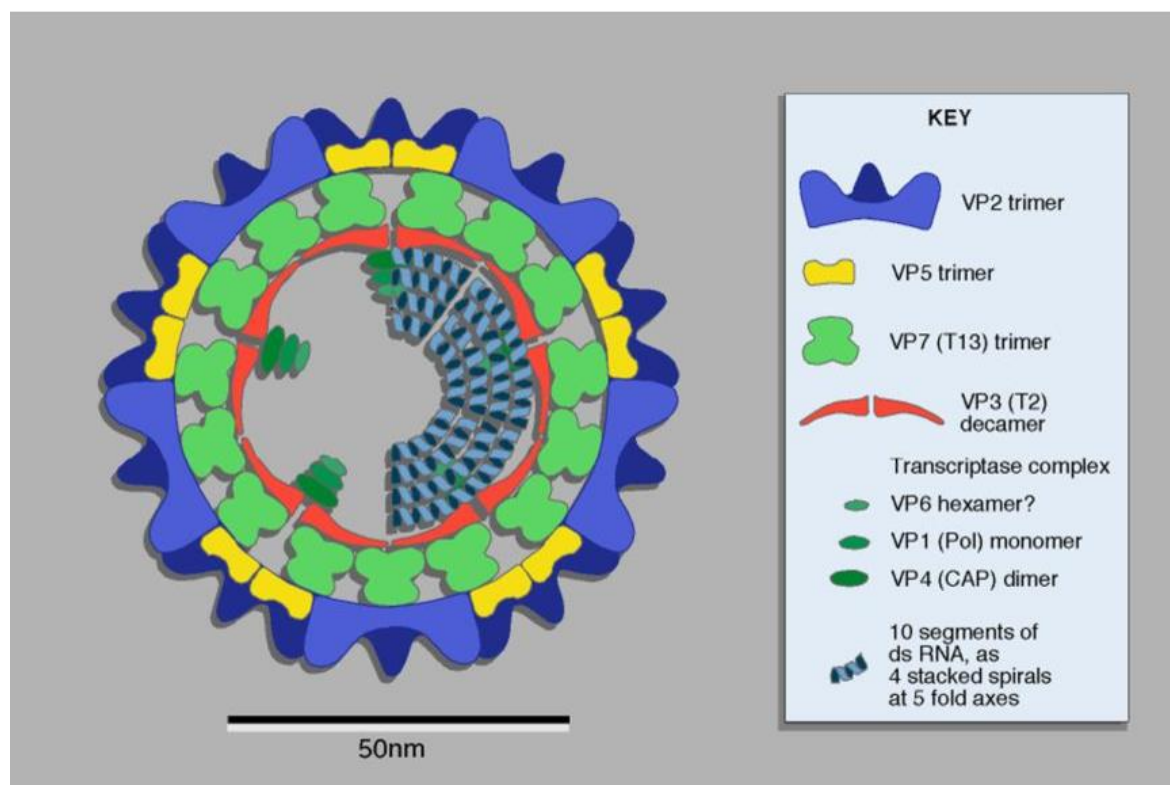 KEY
VP2 trimer
VP5 trimer
VP7 (T13) trimer
VP3 (T2)
decamer
Transcriptase complex
VP6 hexamer?
VP1 (Pol) monomer
VP4 (CAP) dimer
10 segments of
ds RNA, as
4 stacked spirals
at 5 fold axes
50nm